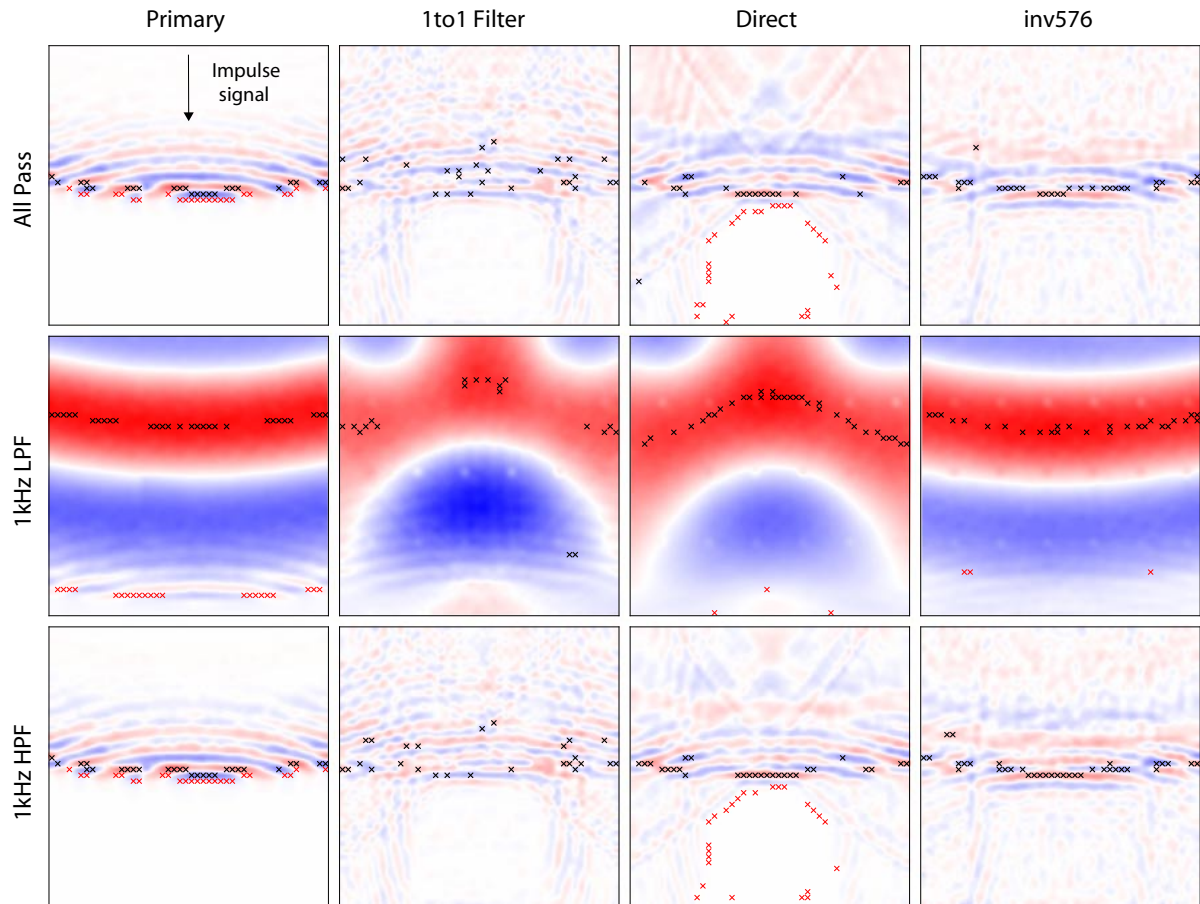 Primary
1to1 Filter
Direct
inv576
Impulse
signal
All Pass
1kHz LPF
1kHz HPF